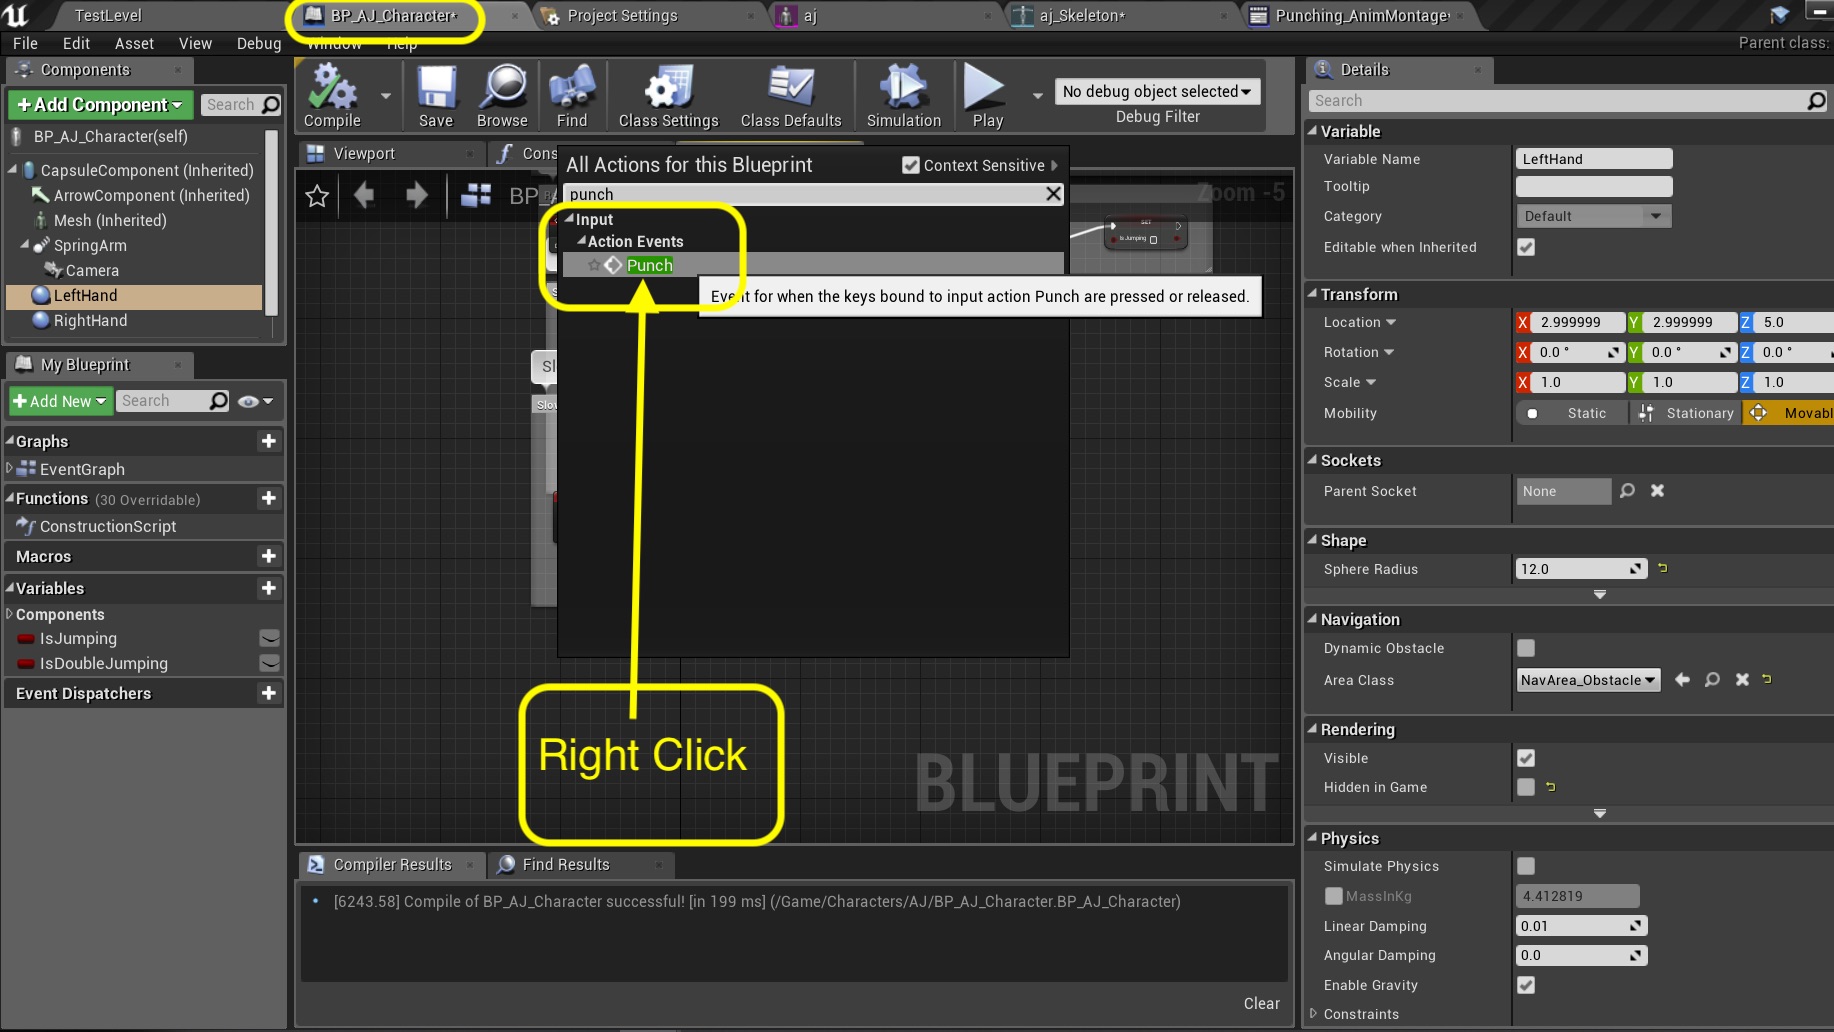 TestLevel
BP_AJ_Character*
Project Settings
aj
aj_Skeleton*
Punching_AnimMontage*
File Edit Asset View Debug Window Help
Parent class:
Components
+Add Component
Search
BP_AJ_Character(self)
CapsuleComponent (Inherited)
ArrowComponent (Inherited)
Mesh (Inherited)
SpringArm
Camera
LeftHand
RightHand
My Blueprint
+Add New
Search
Graphs
EventGraph
Functions (30 Overridable)
ConstructionScript
Macros
Variables
Components
IsJumping
IsDoubleJumping
Event Dispatchers
Compile
Save
Browse
Find
Class Settings
Class Defaults
Simulation
Play
No debug object selected
Debug Filter
Viewport
Cons
BP_A
Zoom -5
All Actions for this Blueprint
Context Sensitive
punch
Input
Action Events
Punch
Event for when the keys bound to input action Punch are pressed or released.
SET
Is Jumping
Sl
Slov
Right Click
BLUEPRINT
Compiler Results
Find Results
[6243.58] Compile of BP_AJ_Character successful! [in 199 ms] (/Game/Characters/AJ/BP_AJ_Character.BP_AJ_Character)
Clear
Details
Search
Variable
Variable Name LeftHand
Tooltip
Category Default
Editable when Inherited
Transform
Location X 2.999999 Y 2.999999 Z 5.0
Rotation X 0.0 ° Y 0.0 ° Z 0.0 °
Scale X 1.0 Y 1.0 Z 1.0
Mobility Static Stationary Movabl
Sockets
Parent Socket None
Shape
Sphere Radius 12.0
Navigation
Dynamic Obstacle
Area Class NavArea_Obstacle
Rendering
Visible
Hidden in Game
Physics
Simulate Physics
MassInKg 4.412819
Linear Damping 0.01
Angular Damping 0.0
Enable Gravity
Constraints